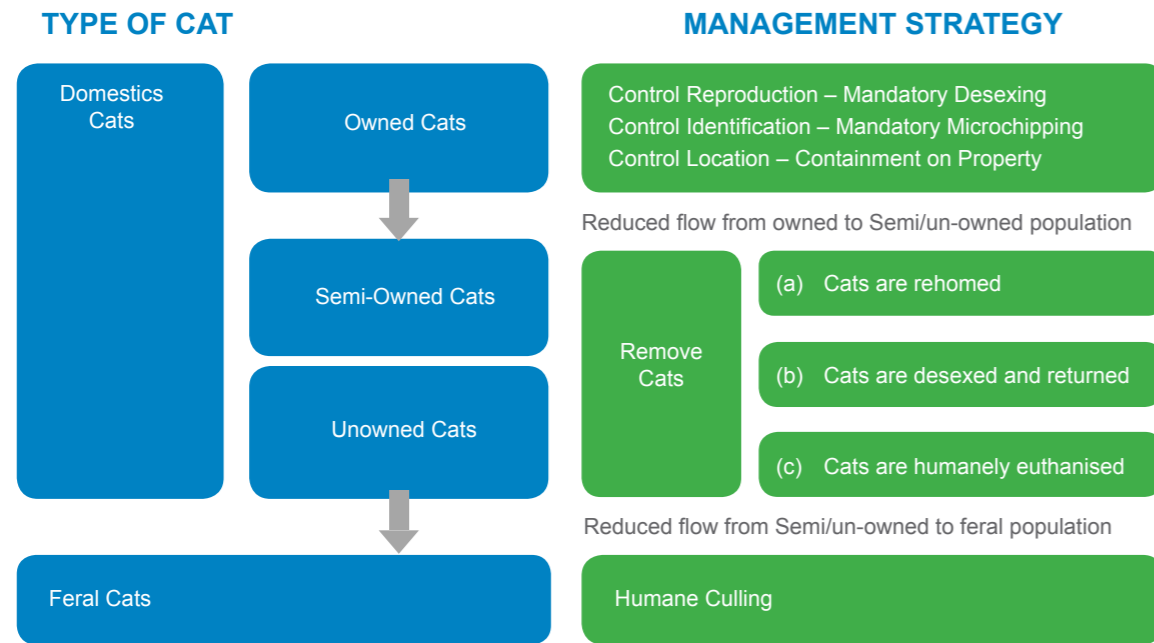 TYPE OF CAT
MANAGEMENT STRATEGY
Domestics
Cats
Owned Cats
Control Reproduction – Mandatory Desexing
Control Identification – Mandatory Microchipping
Control Location – Containment on Property
Reduced flow from owned to Semi/un-owned population
Semi-Owned Cats
Unowned Cats
Remove
Cats
(a) Cats are rehomed
(b) Cats are desexed and returned
(c) Cats are humanely euthanised
Reduced flow from Semi/un-owned to feral population
Feral Cats
Humane Culling